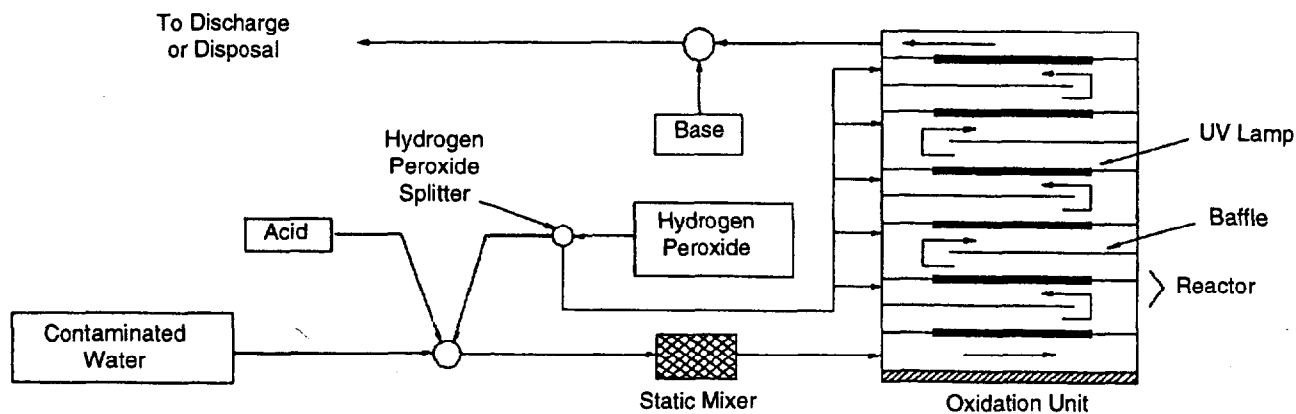 To Discharge
or Disposal
Base
UV Lamp
Hydrogen
Peroxide
Splitter
Acid
Hydrogen
Peroxide
Baffle
Reactor
Contaminated
Water
Static Mixer
Oxidation Unit